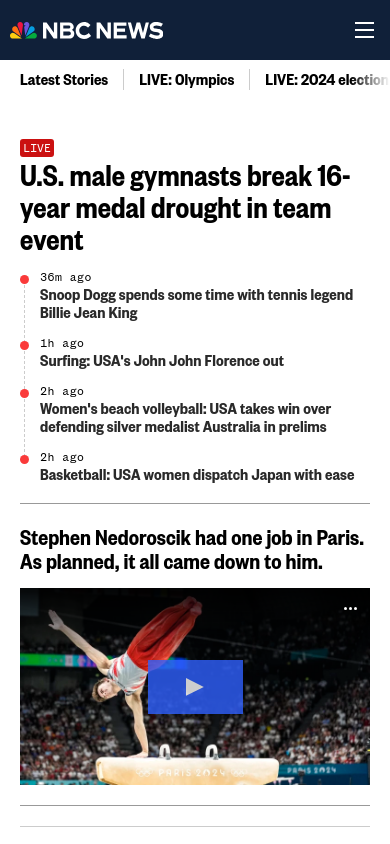 NBC NEWS
Latest Stories
LIVE: Olympics
LIVE: 2024 election
LIVE
U.S. male gymnasts break 16-
year medal drought in team
event
36m ago
Snoop Dogg spends some time with tennis legend
Billie Jean King
1h ago
Surfing: USA's John John Florence out
2h ago
Women's beach volleyball: USA takes win over
defending silver medalist Australia in prelims
2h ago
Basketball: USA women dispatch Japan with ease
Stephen Nedoroscik had one job in Paris.
As planned, it all came down to him.
PARIS 2024
PARIS 2024